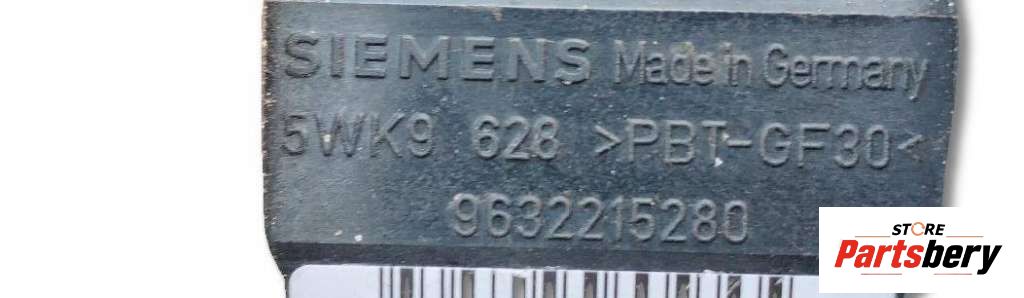 SIEMENS Made in Germany
5WK9 628 >PBT-GF30<
9632215280
STORE
Partsbery